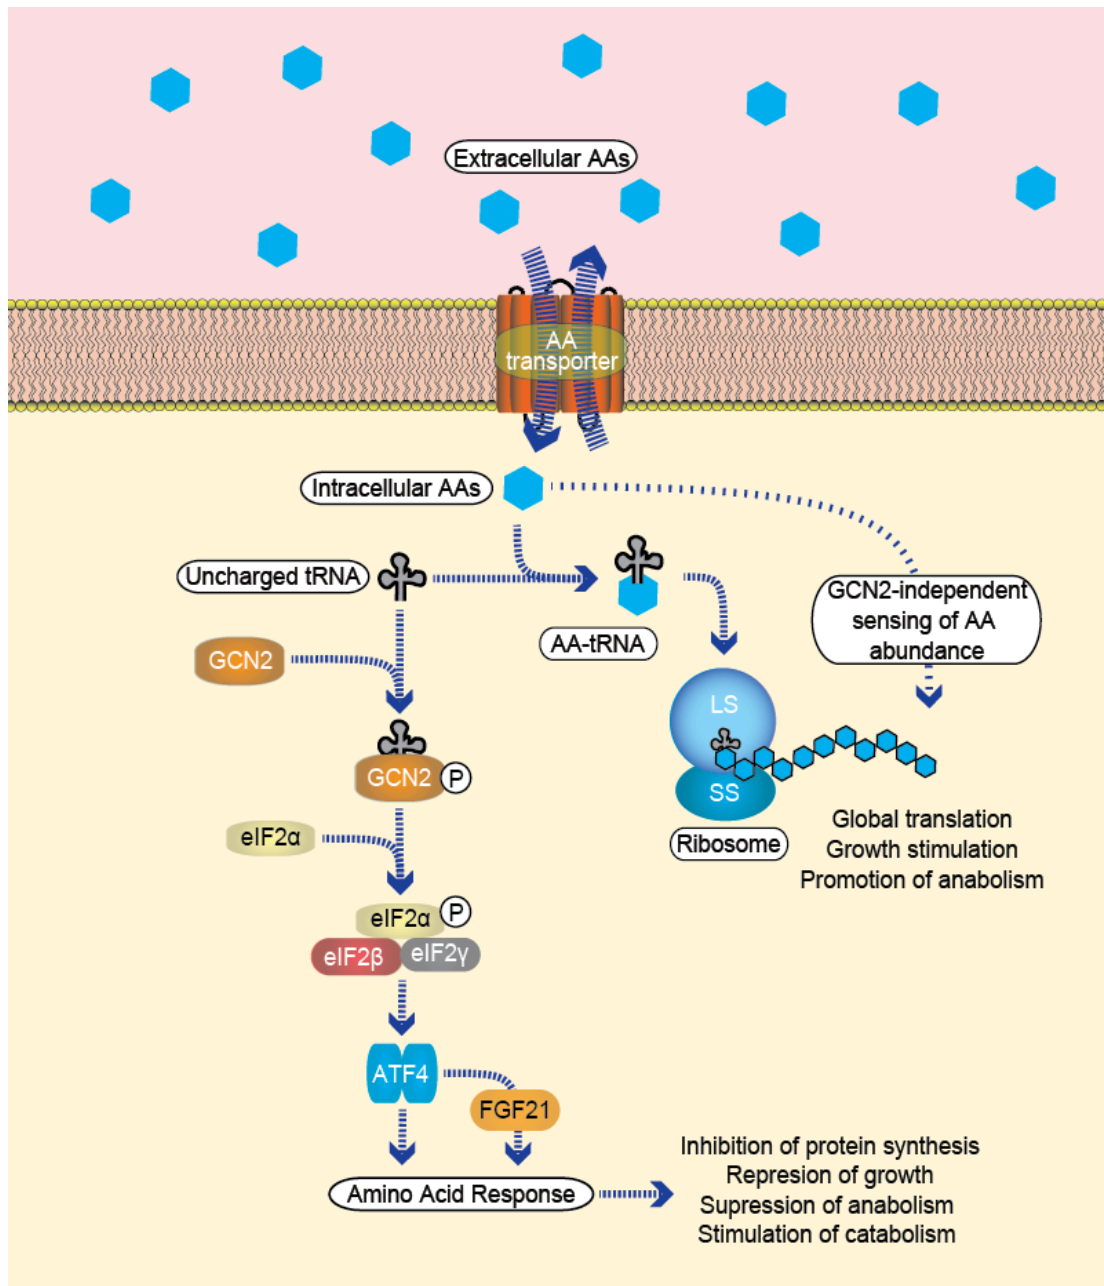 Extracellular AAs
AA
transporter
Intracellular AAs
Uncharged tRNA
AA-tRNA
GCN2-independent
sensing of AA
abundance
GCN2
LS
GCN2
P
SS
Ribosome
Global translation
Growth stimulation
Promotion of anabolism
eIF2α
eIF2α
P
eIF2β
eIF2γ
ATF4
FGF21
Amino Acid Response
Inhibition of protein synthesis
Represion of growth
Supression of anabolism
Stimulation of catabolism